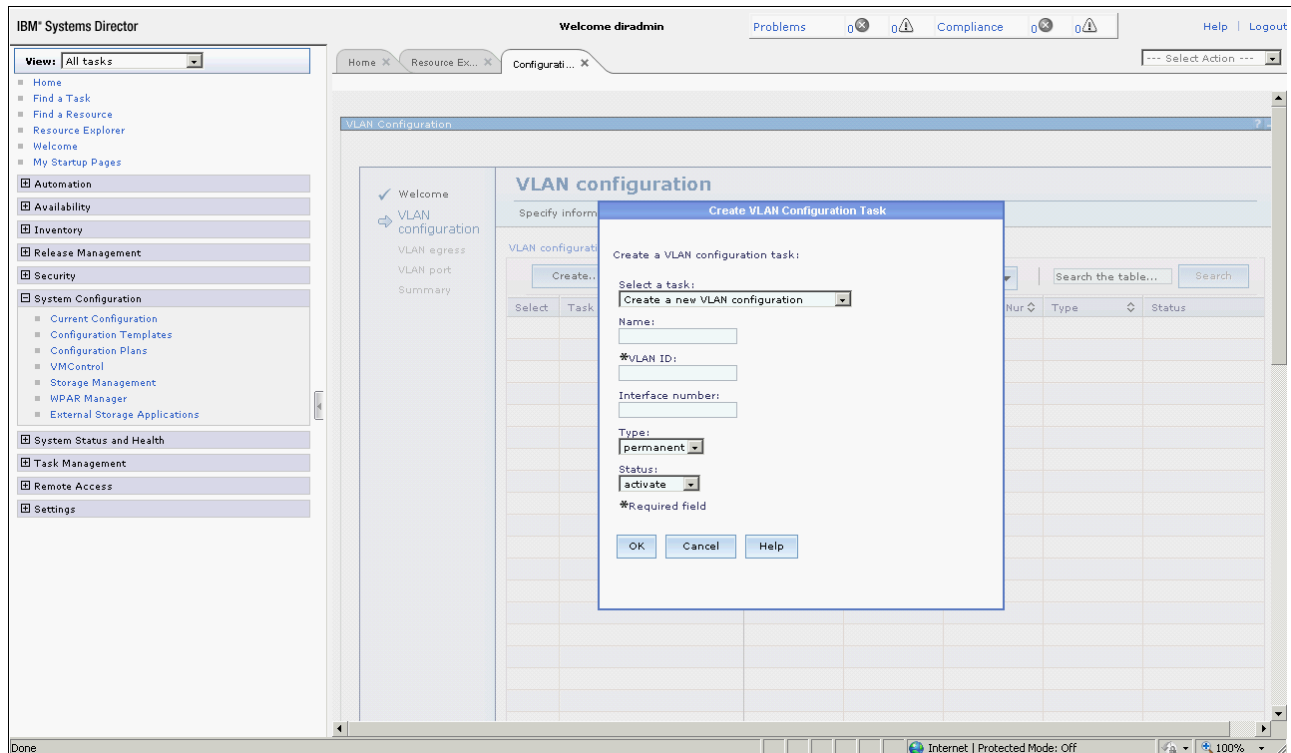 IBM® Systems Director
Welcome diradmin
Problems 0 0 Compliance 0 0
Help | Logout
View: All tasks
Home
Find a Task
Find a Resource
Resource Explorer
Welcome
My Startup Pages
Automation
Availability
Inventory
Release Management
Security
System Configuration
Current Configuration
Configuration Templates
Configuration Plans
VMControl
Storage Management
WPAR Manager
External Storage Applications
System Status and Health
Task Management
Remote Access
Settings
Home X Resource Ex... X Configurati... X
--- Select Action ---
VLAN Configuration ?
Welcome
VLAN configuration
VLAN egress
VLAN port
Summary
VLAN configuration
Specify inform
VLAN configurati
Create..
Search the table... Search
Select Task Nur Type Status
Create VLAN Configuration Task
Create a VLAN configuration task:
Select a task:
Create a new VLAN configuration
Name:
*VLAN ID:
Interface number:
Type:
permanent
Status:
activate
*Required field
OK Cancel Help
Done
Internet | Protected Mode: Off
100%